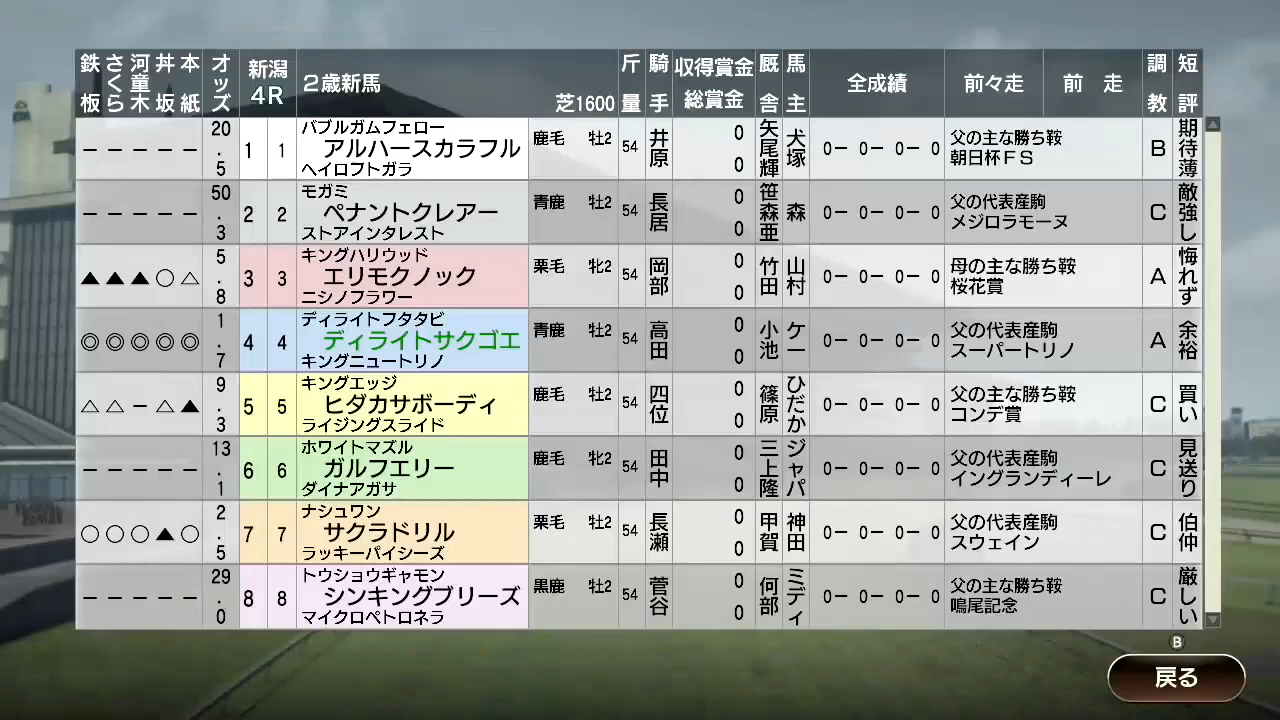 鉄板 さくら 河童木 丼坂 本紙 オッズ 新潟4R 2歳新馬 芝1600 斤量 騎手 収得賞金 総賞金 厩舎 馬主 全成績 前々走 前 走 調教 短評
－ － － － － 20.5 1 1 バブルガムフェロー
アルハースカラフル
ヘイロフトガラ
鹿毛 牡2 54 井原 0 0 矢尾輝 犬塚 0－ 0－ 0－ 0 父の主な勝ち鞍
朝日杯ＦＳ
B 期待薄
－ － － － － 50.3 2 2 モガミ
ペナントクレアー
ストアインタレスト
青鹿 牡2 54 長居 0 0 笹森亜 森 0－ 0－ 0－ 0 父の代表産駒
メジロラモーヌ
C 敵強し
▲ ▲ ▲ ○ △ 5.8 3 3 キングハリウッド
エリモクノック
ニシノフラワー
栗毛 牝2 54 岡部 0 0 竹田 山村 0－ 0－ 0－ 0 母の主な勝ち鞍
桜花賞
A 侮れず
◎ ◎ ◎ ◎ ◎ 1.7 4 4 ディライトフタタビ
ディライトサクゴエ
キングニュートリノ
青鹿 牡2 54 高田 0 0 小池 ケー 0－ 0－ 0－ 0 父の代表産駒
スーパートリノ
A 余裕
△ △ － △ ▲ 9.3 5 5 キングエッジ
ヒダカサボーディ
ライジングスライド
鹿毛 牡2 54 四位 0 0 篠原 ひだか 0－ 0－ 0－ 0 父の主な勝ち鞍
コンデ賞
C 買い
－ － － － － 13.1 6 6 ホワイトマズル
ガルフエリー
ダイナアガサ
鹿毛 牝2 54 田中 0 0 三上隆 ジャパ 0－ 0－ 0－ 0 父の代表産駒
イングランディーレ
C 見送り
○ ○ ○ ▲ ○ 2.5 7 7 ナシュワン
サクラドリル
ラッキーパイシーズ
栗毛 牡2 54 長瀬 0 0 甲賀 神田 0－ 0－ 0－ 0 父の代表産駒
スウェイン
C 伯仲
－ － － － － 29.0 8 8 トウショウギャモン
シンキングブリーズ
マイクロペトロネラ
黒鹿 牡2 54 菅谷 0 0 何部 ミディ 0－ 0－ 0－ 0 父の主な勝ち鞍
鳴尾記念
C 厳しい
B
戻る